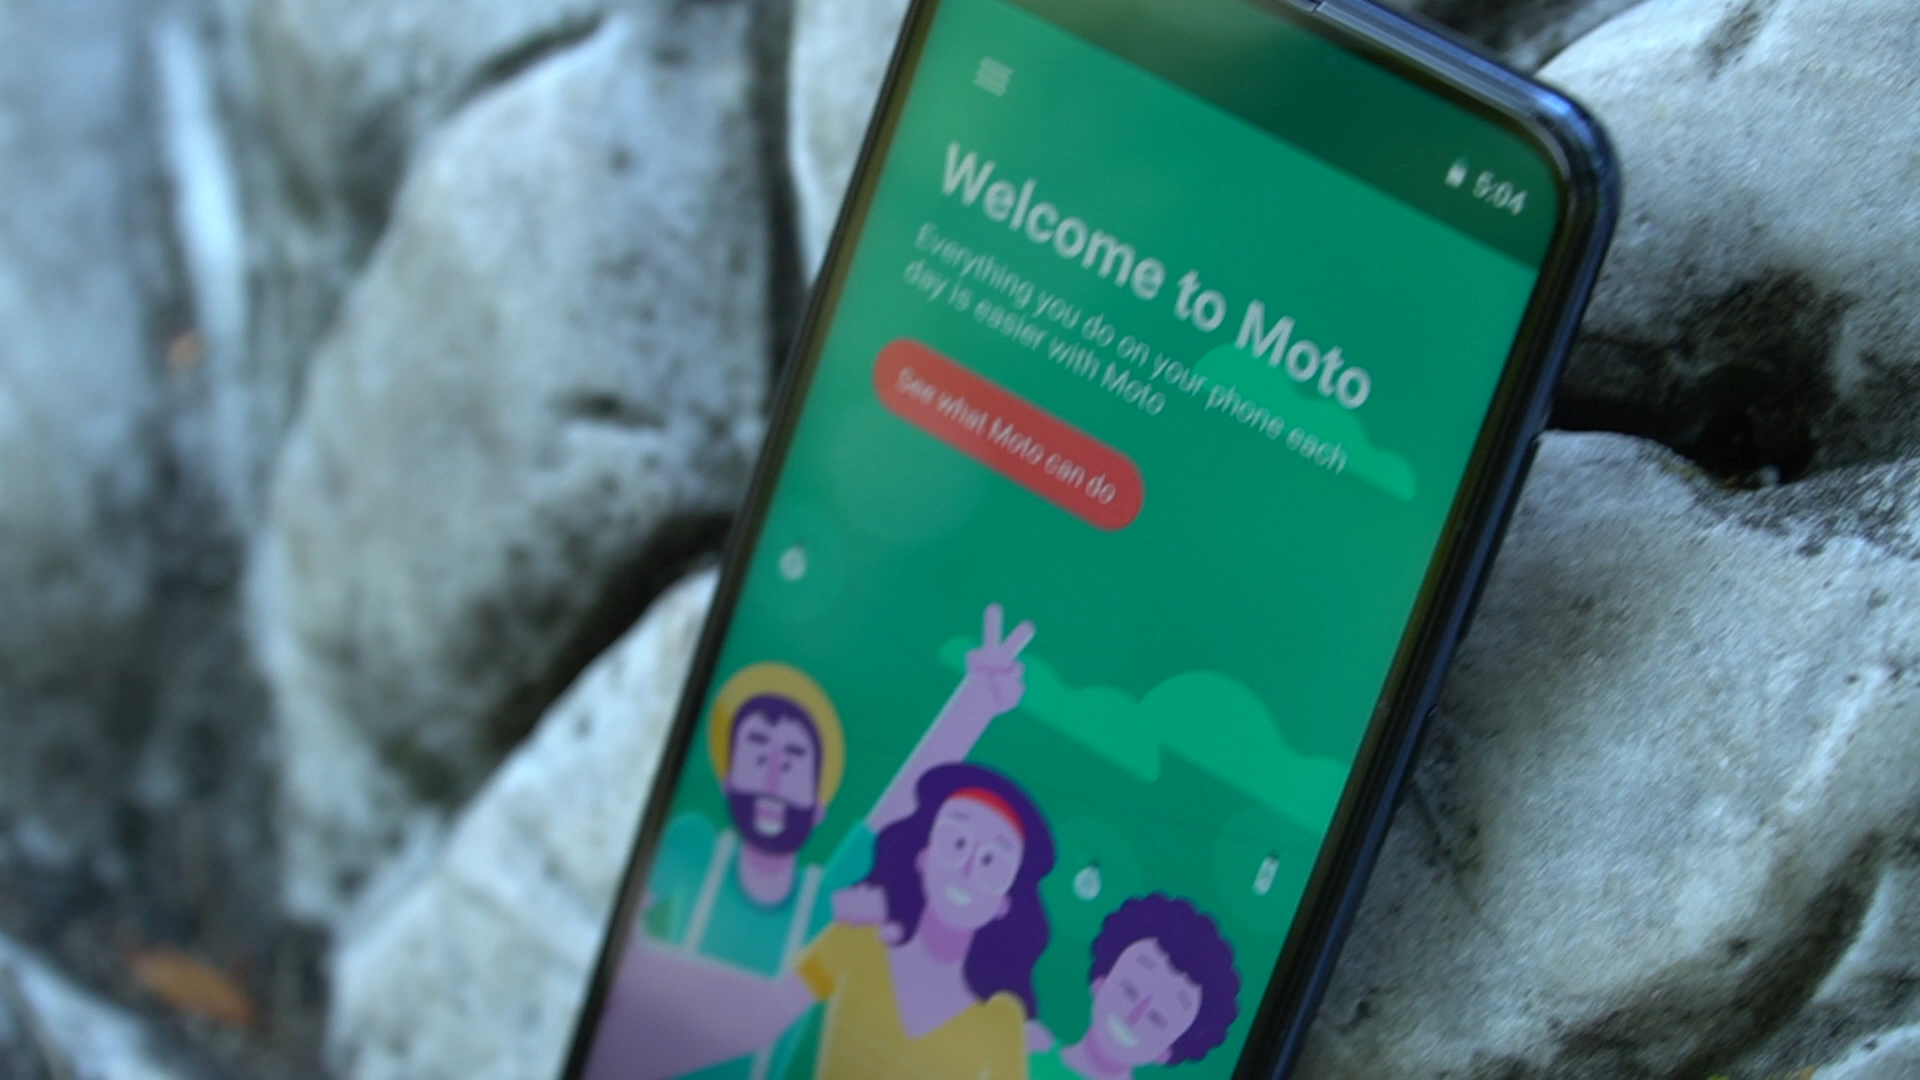 5:04
Welcome to Moto
Everything you do on your phone each
day is easier with Moto
See what Moto can do